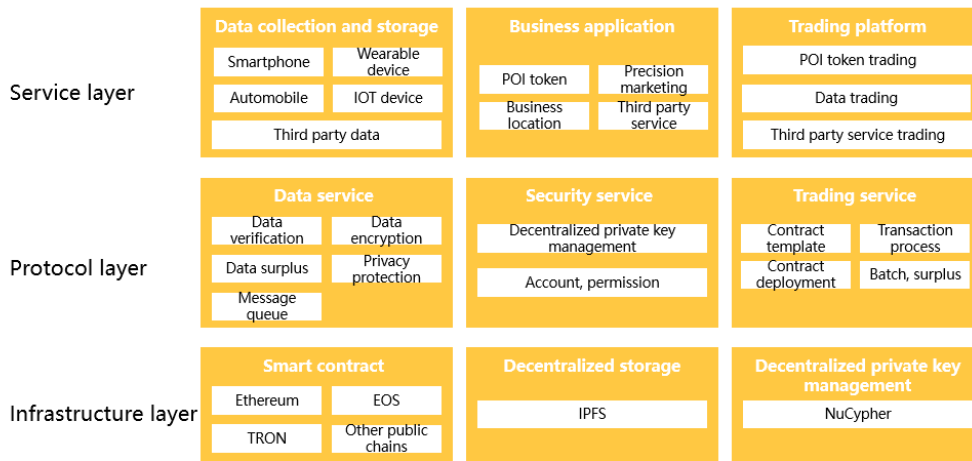 Service layer
Data collection and storage
Smartphone
Wearable
device
Automobile
IOT device
Third party data
Business application
POI token
Precision
marketing
Business
location
Third party
service
Trading platform
POI token trading
Data trading
Third party service trading
Protocol layer
Data service
Data
verification
Data
encryption
Data surplus
Privacy
protection
Message
queue
Security service
Decentralized private key
management
Account, permission
Trading service
Contract
template
Transaction
process
Contract
deployment
Batch, surplus
Infrastructure layer
Smart contract
Ethereum
EOS
TRON
Other public
chains
Decentralized storage
IPFS
Decentralized private key
management
NuCypher